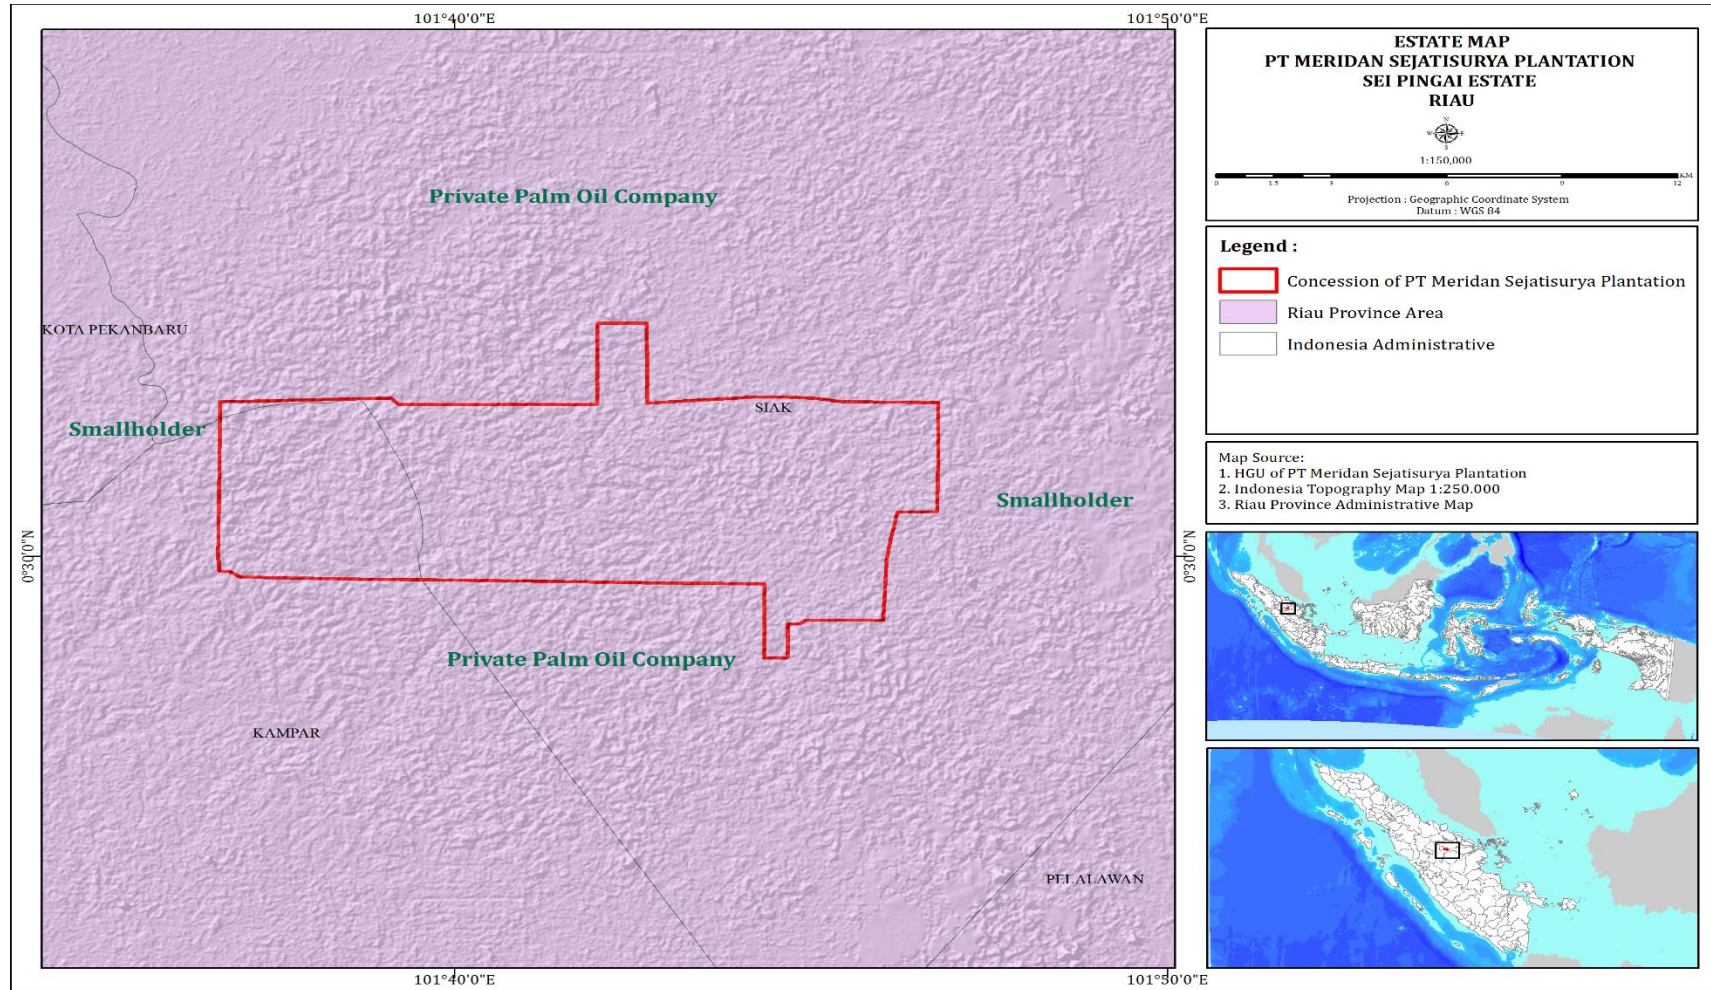 101°40'0"E
101°50'0"E
Private Palm Oil Company
KOTA PEKANBARU
SIAK
Smallholder
Smallholder
0°30'0"N
0°30'0"N
Private Palm Oil Company
KAMPAR
PELALAWAN
101°40'0"E
101°50'0"E
ESTATE MAP
PT MERIDAN SEJATISURYA PLANTATION
SEI PINGAI ESTATE
RIAU
N
W E
S
1:150,000
KM
0 1.5 3 6 9 12
Projection : Geographic Coordinate System
Datum : WGS 84
Legend :
Concession of PT Meridan Sejatisurya Plantation
Riau Province Area
Indonesia Administrative
Map Source:
1. HGU of PT Meridan Sejatisurya Plantation
2. Indonesia Topography Map 1:250.000
3. Riau Province Administrative Map